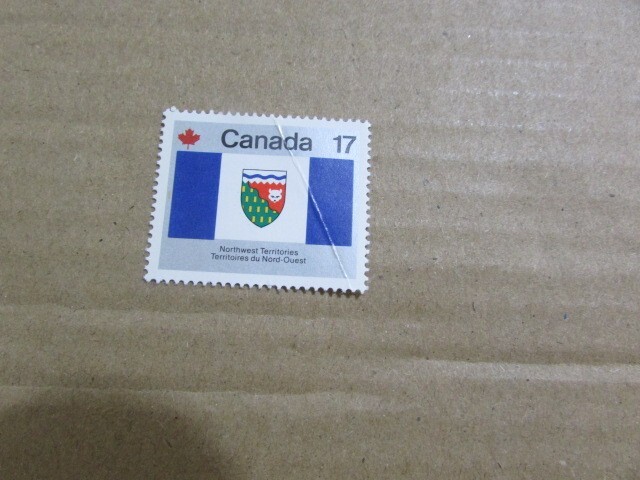 Canada 17
Northwest Territories
Territoires du Nord-Ouest